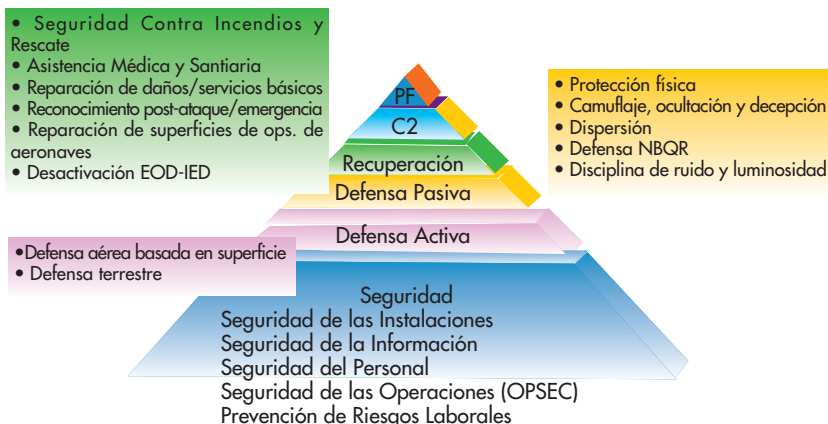 • Seguridad Contra Incendios y
Rescate
• Asistencia Médica y Santiaria
• Reparación de daños/servicios básicos
• Reconocimiento post-ataque/emergencia
• Reparación de superficies de ops. de
aeronaves
• Desactivación EOD-IED
PF
C2
Recuperación
Defensa Pasiva
Defensa Activa
• Protección física
• Camuflaje, ocultación y decepción
• Dispersión
• Defensa NBQR
• Disciplina de ruido y luminosidad
•Defensa aérea basada en superficie
• Defensa terrestre
Seguridad
Seguridad de las Instalaciones
Seguridad de la Información
Seguridad del Personal
Seguridad de las Operaciones (OPSEC)
Prevención de Riesgos Laborales